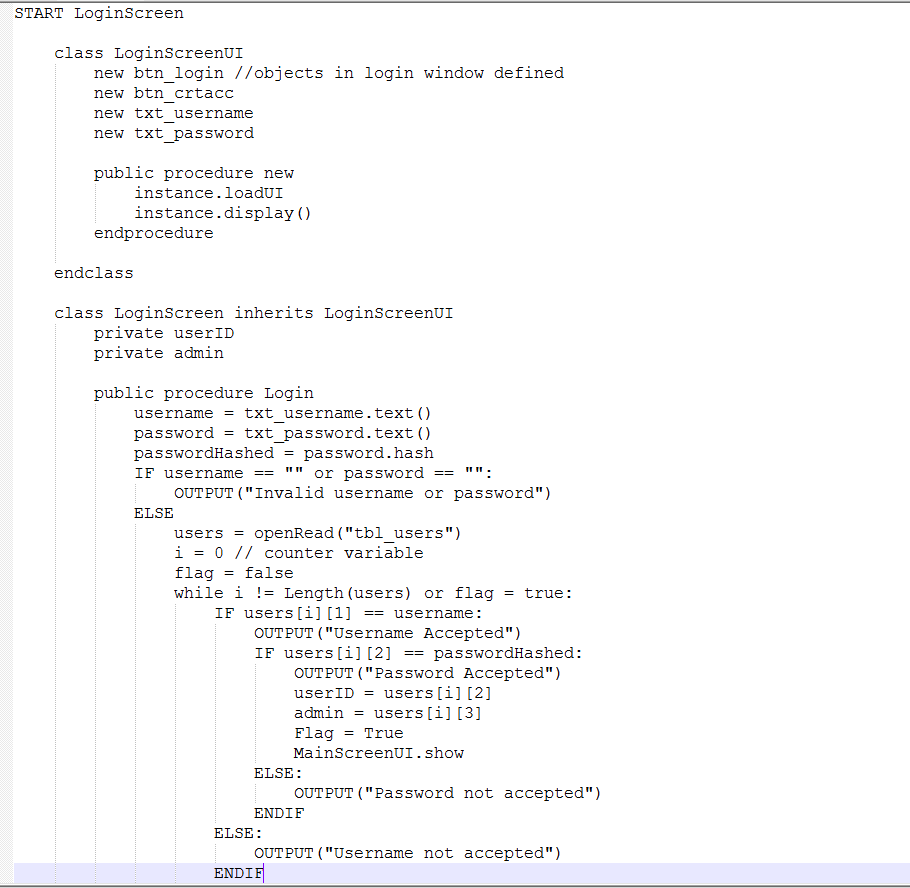 START LoginScreen
class LoginScreenUI
new btn_login //objects in login window defined
new btn_crtacc
new txt_username
new txt_password
public procedure new
instance.loadUI
instance.display()
endprocedure
endclass
class LoginScreen inherits LoginScreenUI
private userID
private admin
public procedure Login
username = txt_username.text()
password = txt_password.text()
passwordHashed = password.hash
IF username == "" or password == "":
OUTPUT("Invalid username or password")
ELSE
users = openRead("tbl_users")
i = 0 // counter variable
flag = false
while i != Length(users) or flag = true:
IF users[i][1] == username:
OUTPUT("Username Accepted")
IF users[i][2] == passwordHashed:
OUTPUT("Password Accepted")
userID = users[i][2]
admin = users[i][3]
Flag = True
MainScreenUI.show
ELSE:
OUTPUT("Password not accepted")
ENDIF
ELSE:
OUTPUT("Username not accepted")
ENDIF